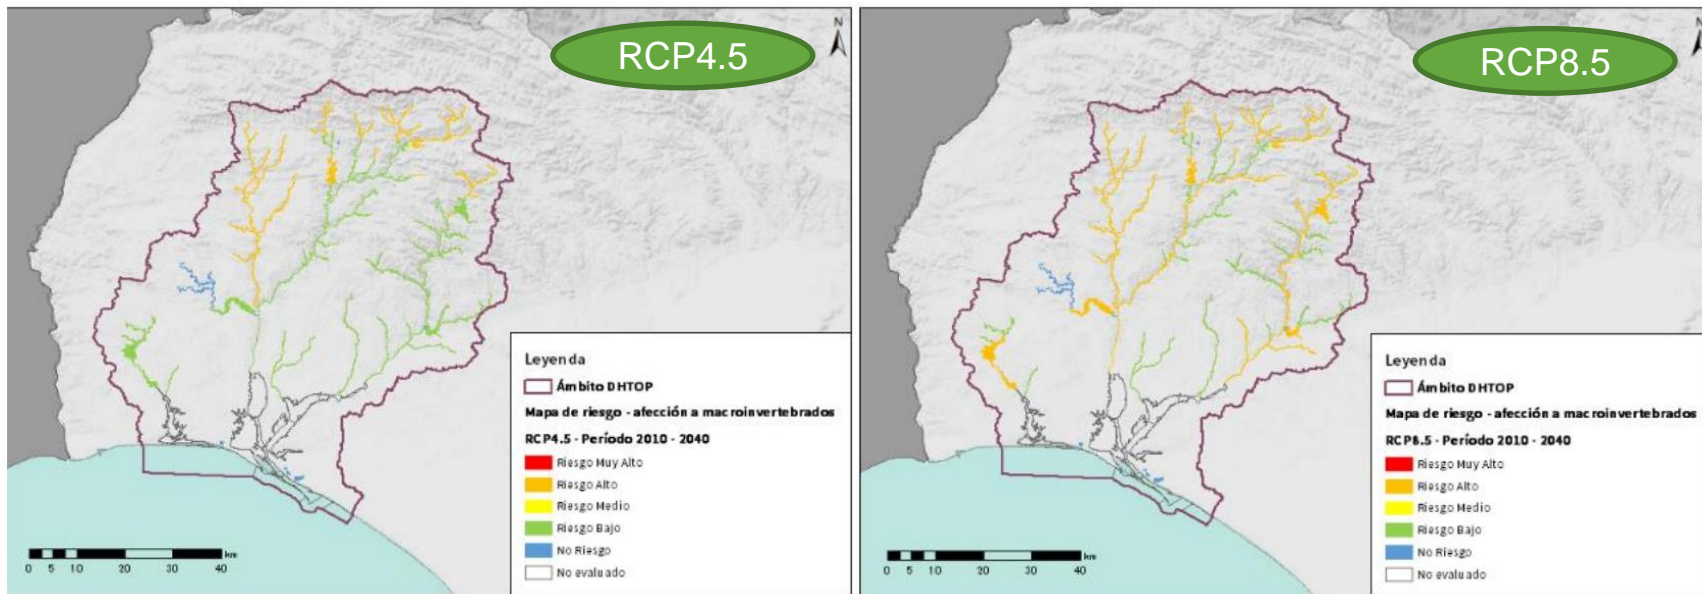 RCP4.5
N
Leyenda
Ámbito DHTOP
Mapa de riesgo - afección a macroinvertebrados
RCP4.5 - Período 2010 - 2040
Riesgo Muy Alto
Riesgo Alto
Riesgo Medio
Riesgo Bajo
No Riesgo
No evaluado
km
0 5 10 20 30 40
RCP8.5
N
Leyenda
Ámbito DHTOP
Mapa de riesgo - afección a macroinvertebrados
RCP8.5 - Período 2010 - 2040
Riesgo Muy Alto
Riesgo Alto
Riesgo Medio
Riesgo Bajo
No Riesgo
No evaluado
km
0 5 10 20 30 40